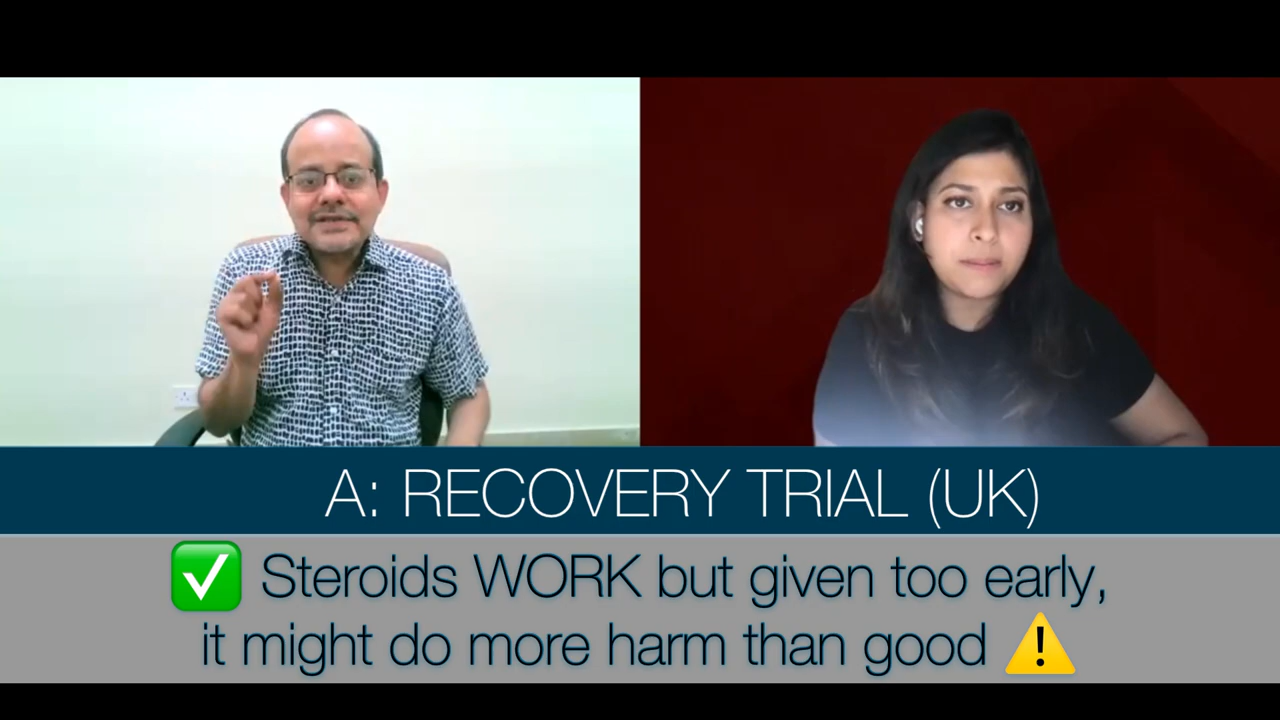 A: RECOVERY TRIAL (UK)
✅ Steroids WORK but given too early,
it might do more harm than good ⚠️